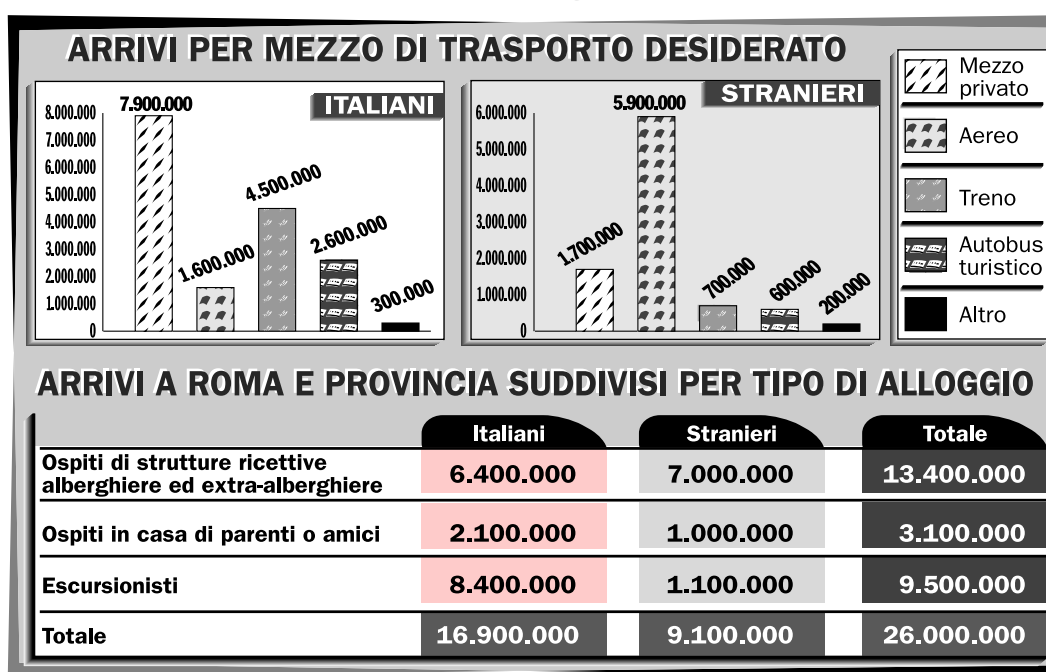 ARRIVI PER MEZZO DI TRASPORTO DESIDERATO
ITALIANI
8.000.000
7.000.000
6.000.000
5.000.000
4.000.000
3.000.000
2.000.000
1.000.000
0
7.900.000
1.600.000
4.500.000
2.600.000
300.000
STRANIERI
6.000.000
5.000.000
4.000.000
3.000.000
2.000.000
1.000.000
0
1.700.000
5.900.000
700.000
600.000
200.000
Mezzo
privato
Aereo
Treno
Autobus
turistico
Altro
ARRIVI A ROMA E PROVINCIA SUDDIVISI PER TIPO DI ALLOGGIO
Italiani Stranieri Totale
Ospiti di strutture ricettive
alberghiere ed extra-alberghiere 6.400.000 7.000.000 13.400.000
Ospiti in casa di parenti o amici 2.100.000 1.000.000 3.100.000
Escursionisti 8.400.000 1.100.000 9.500.000
Totale 16.900.000 9.100.000 26.000.000